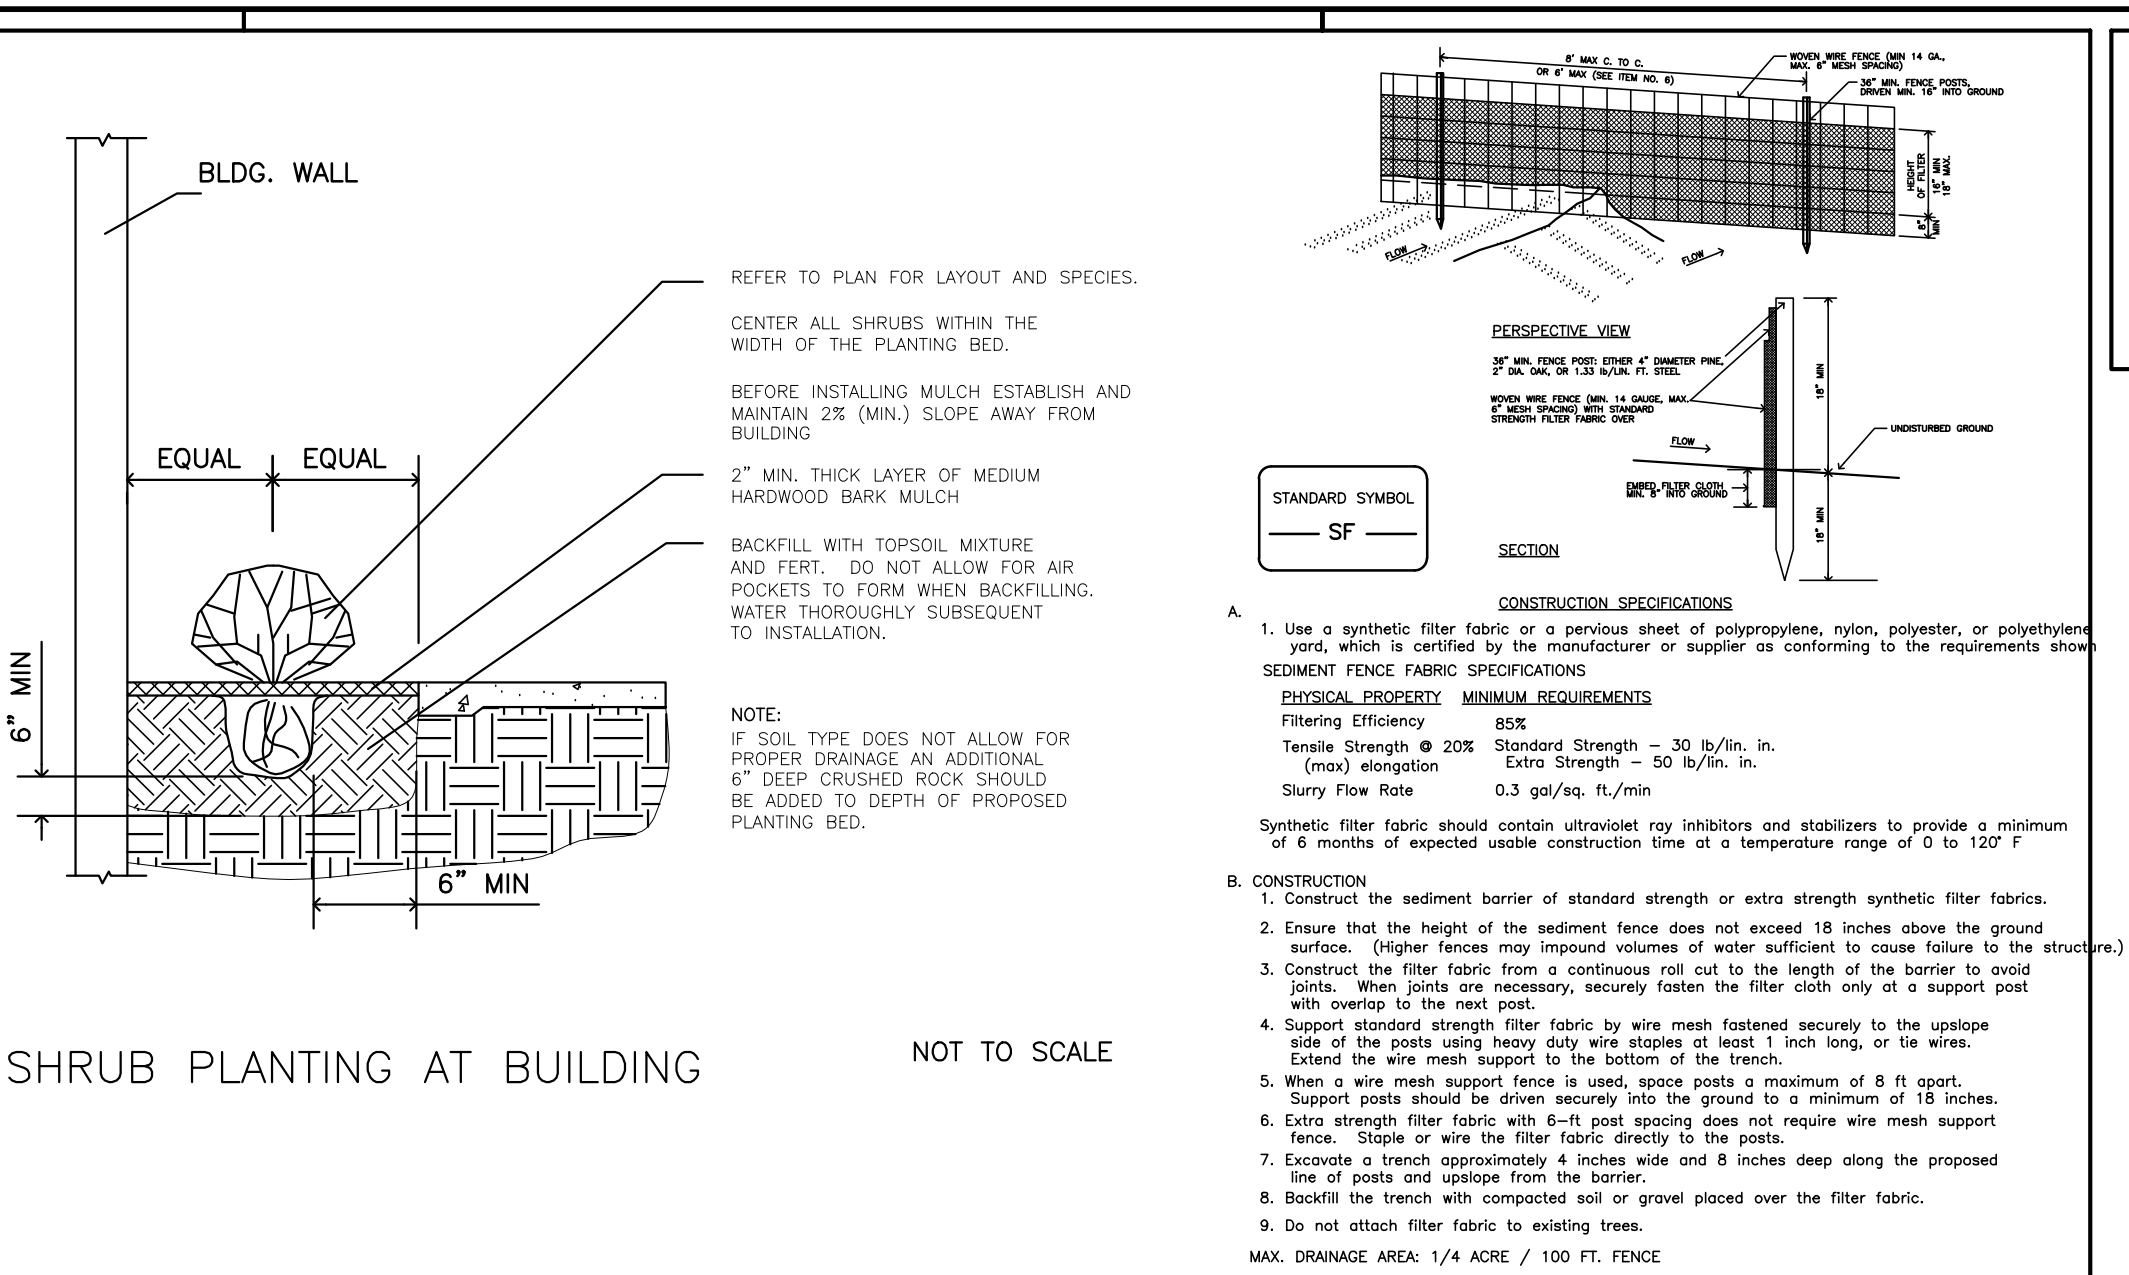 BLDG. WALL
REFER TO PLAN FOR LAYOUT AND SPECIES.
CENTER ALL SHRUBS WITHIN THE
WIDTH OF THE PLANTING BED.
BEFORE INSTALLING MULCH ESTABLISH AND
MAINTAIN 2% (MIN.) SLOPE AWAY FROM
BUILDING
EQUAL EQUAL
2” MIN. THICK LAYER OF MEDIUM
HARDWOOD BARK MULCH
BACKFILL WITH TOPSOIL MIXTURE
AND FERT. DO NOT ALLOW FOR AIR
POCKETS TO FORM WHEN BACKFILLING.
WATER THOROUGHLY SUBSEQUENT
TO INSTALLATION.
6” MIN
NOTE:
IF SOIL TYPE DOES NOT ALLOW FOR
PROPER DRAINAGE AN ADDITIONAL
6” DEEP CRUSHED ROCK SHOULD
BE ADDED TO DEPTH OF PROPOSED
PLANTING BED.
6” MIN
SHRUB PLANTING AT BUILDING
NOT TO SCALE
8' MAX C. TO C.
OR 6' MAX (SEE ITEM NO. 6)
WOVEN WIRE FENCE (MIN 14 GA.,
MAX. 6” MESH SPACING)
36” MIN. FENCE POSTS,
DRIVEN MIN. 16” INTO GROUND
HEIGHT
OF FILTER
16” MIN
18” MAX.
8”
MIN
FLOW
FLOW
PERSPECTIVE VIEW
36” MIN. FENCE POST: EITHER 4” DIAMETER PINE,
2” DIA. OAK, OR 1.33 lb/LIN. FT. STEEL
WOVEN WIRE FENCE (MIN. 14 GAUGE, MAX.
6” MESH SPACING) WITH STANDARD
STRENGTH FILTER FABRIC OVER
18” MIN
FLOW
UNDISTURBED GROUND
EMBED FILTER CLOTH
MIN. 8” INTO GROUND
18” MIN
STANDARD SYMBOL
SF
SECTION
CONSTRUCTION SPECIFICATIONS
A.
1. Use a synthetic filter fabric or a pervious sheet of polypropylene, nylon, polyester, or polyethylene
yard, which is certified by the manufacturer or supplier as conforming to the requirements shown
SEDIMENT FENCE FABRIC SPECIFICATIONS
PHYSICAL PROPERTY MINIMUM REQUIREMENTS
Filtering Efficiency 85%
Tensile Strength @ 20% Standard Strength – 30 lb/lin. in.
(max) elongation Extra Strength – 50 lb/lin. in.
Slurry Flow Rate 0.3 gal/sq. ft./min
Synthetic filter fabric should contain ultraviolet ray inhibitors and stabilizers to provide a minimum
of 6 months of expected usable construction time at a temperature range of 0 to 120° F
B. CONSTRUCTION
1. Construct the sediment barrier of standard strength or extra strength synthetic filter fabrics.
2. Ensure that the height of the sediment fence does not exceed 18 inches above the ground
surface. (Higher fences may impound volumes of water sufficient to cause failure to the structure.)
3. Construct the filter fabric from a continuous roll cut to the length of the barrier to avoid
joints. When joints are necessary, securely fasten the filter cloth only at a support post
with overlap to the next post.
4. Support standard strength filter fabric by wire mesh fastened securely to the upslope
side of the posts using heavy duty wire staples at least 1 inch long, or tie wires.
Extend the wire mesh support to the bottom of the trench.
5. When a wire mesh support fence is used, space posts a maximum of 8 ft apart.
Support posts should be driven securely into the ground to a minimum of 18 inches.
6. Extra strength filter fabric with 6–ft post spacing does not require wire mesh support
fence. Staple or wire the filter fabric directly to the posts.
7. Excavate a trench approximately 4 inches wide and 8 inches deep along the proposed
line of posts and upslope from the barrier.
8. Backfill the trench with compacted soil or gravel placed over the filter fabric.
9. Do not attach filter fabric to existing trees.
MAX. DRAINAGE AREA: 1/4 ACRE / 100 FT. FENCE